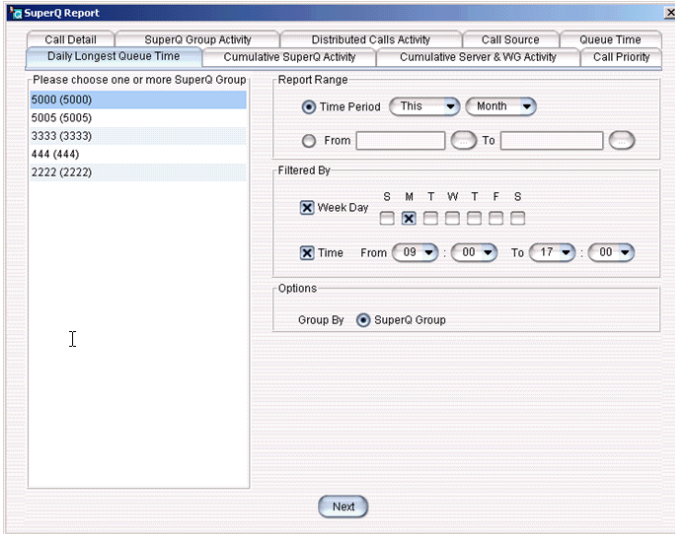 SuperQ Report
Call Detail SuperQ Group Activity Distributed Calls Activity Call Source Queue Time
Daily Longest Queue Time Cumulative SuperQ Activity Cumulative Server & WG Activity Call Priority
Please choose one or more SuperQ Group
5000 (5000)
5005 (5005)
3333 (3333)
444 (444)
2222 (2222)
Report Range
Time Period This Month
From ... To ...
Filtered By
S M T W T F S
Week Day
Time From 09 : 00 To 17 : 00
Options
Group By SuperQ Group
Next